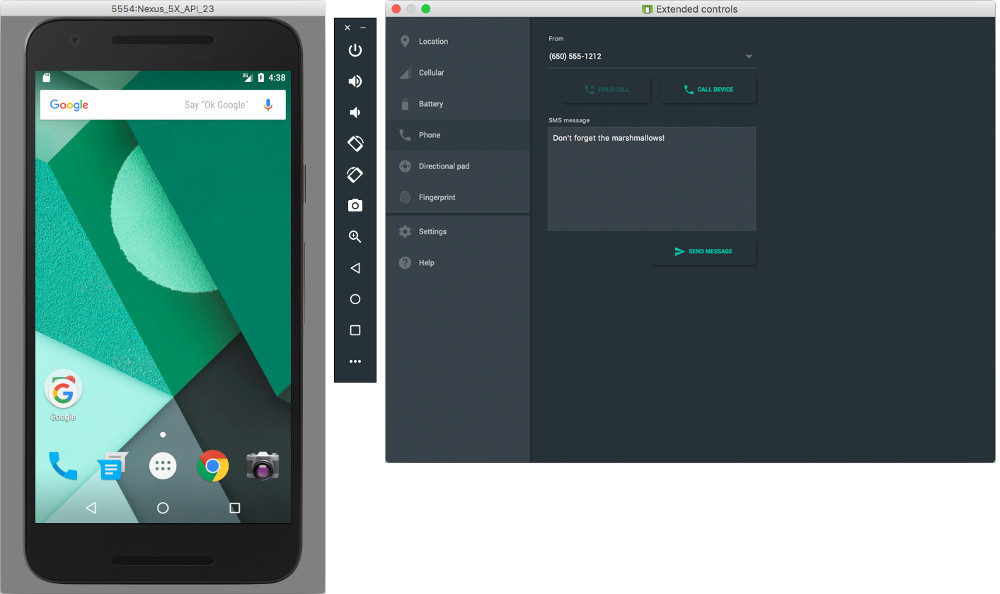 5554:Nexus_5X_API_23
3G
4:38
Google
Say "Ok Google"
Google
Extended controls
Location
Cellular
Battery
Phone
Directional pad
Fingerprint
Settings
Help
From
(650) 555-1212
HOLD CALL
CALL DEVICE
SMS message
Don't forget the marshmallows!
SEND MESSAGE